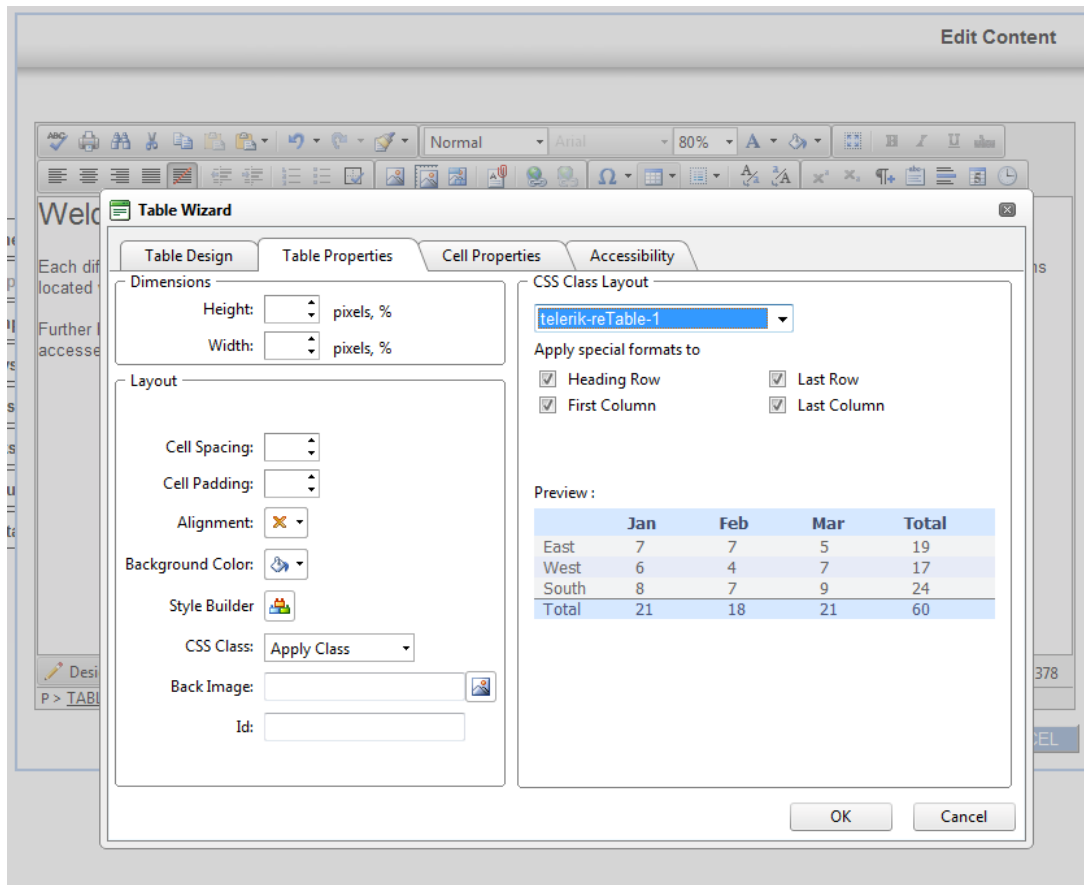 Edit Content
ABC
Normal
Arial
80%
Welc
Table Wizard
Table Design
Table Properties
Cell Properties
Accessibility
Each dif
located
Further l
accesse
Dimensions
Height:
pixels, %
Width:
pixels, %
Layout
Cell Spacing:
Cell Padding:
Alignment:
Background Color:
Style Builder
CSS Class:
Apply Class
Back Image:
Id:
CSS Class Layout
telerik-reTable-1
Apply special formats to
Heading Row
Last Row
First Column
Last Column
Preview :
Jan Feb Mar Total
East 7 7 5 19
West 6 4 7 17
South 8 7 9 24
Total 21 18 21 60
Desi
378
P > TABL
CEL
OK
Cancel